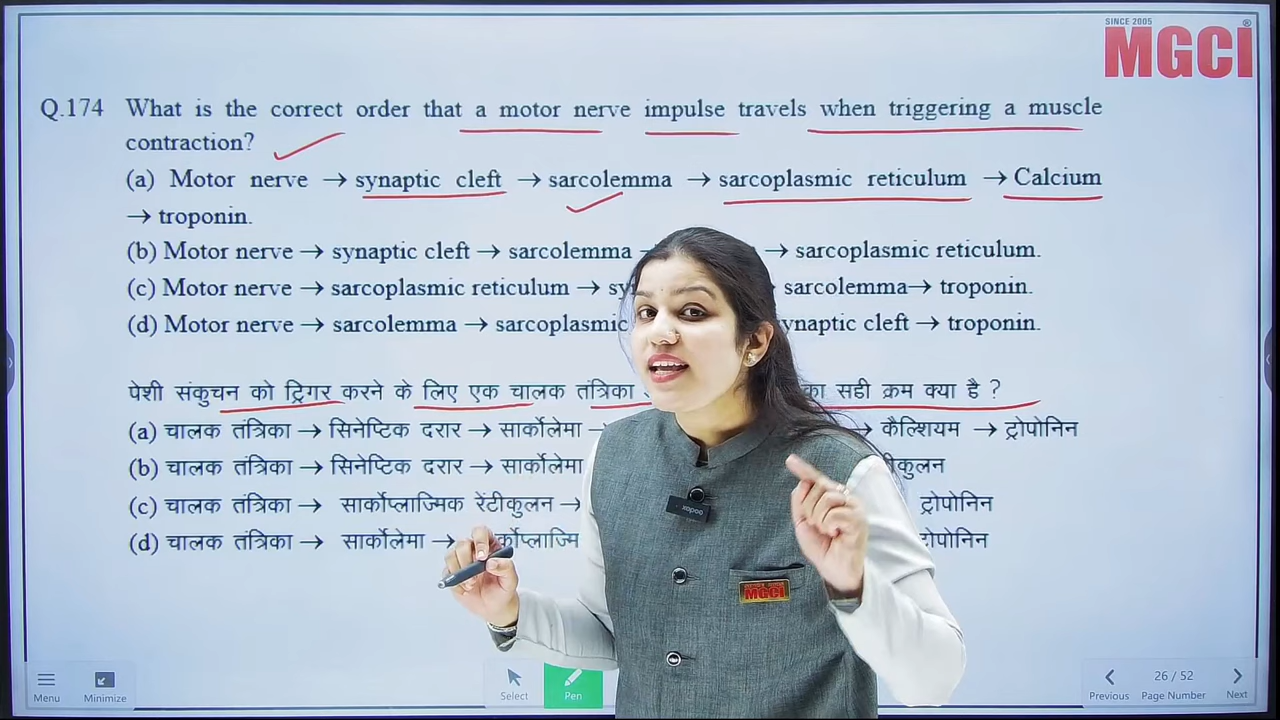 SINCE 2005
MGCI®
Q.174 What is the correct order that a motor nerve impulse travels when triggering a muscle
contraction?
(a) Motor nerve → synaptic cleft → sarcolemma → sarcoplasmic reticulum → Calcium
→ troponin.
(b) Motor nerve → synaptic cleft → sarcolemma → → sarcoplasmic reticulum.
(c) Motor nerve → sarcoplasmic reticulum → sarcolemma→ troponin.
(d) Motor nerve → sarcolemma → sarcoplasmic cleft → troponin.
पेशी संकुचन को ट्रिगर करने के लिए एक चालक तंत्रिका का सही क्रम क्या है ?
(a) चालक तंत्रिका → सिनेप्टिक दरार → सार्कोलेमा → → कैल्शियम → ट्रोपोनिन
(b) चालक तंत्रिका → सिनेप्टिक दरार → सार्कोलेमा
(c) चालक तंत्रिका → सार्कोप्लाज्मिक रेंटीकुलन → ट्रोपोनिन
(d) चालक तंत्रिका → सार्कोलेमा →
MGCI
Menu
Minimize
Select
Pen
26 / 52
Previous
Page Number
Next